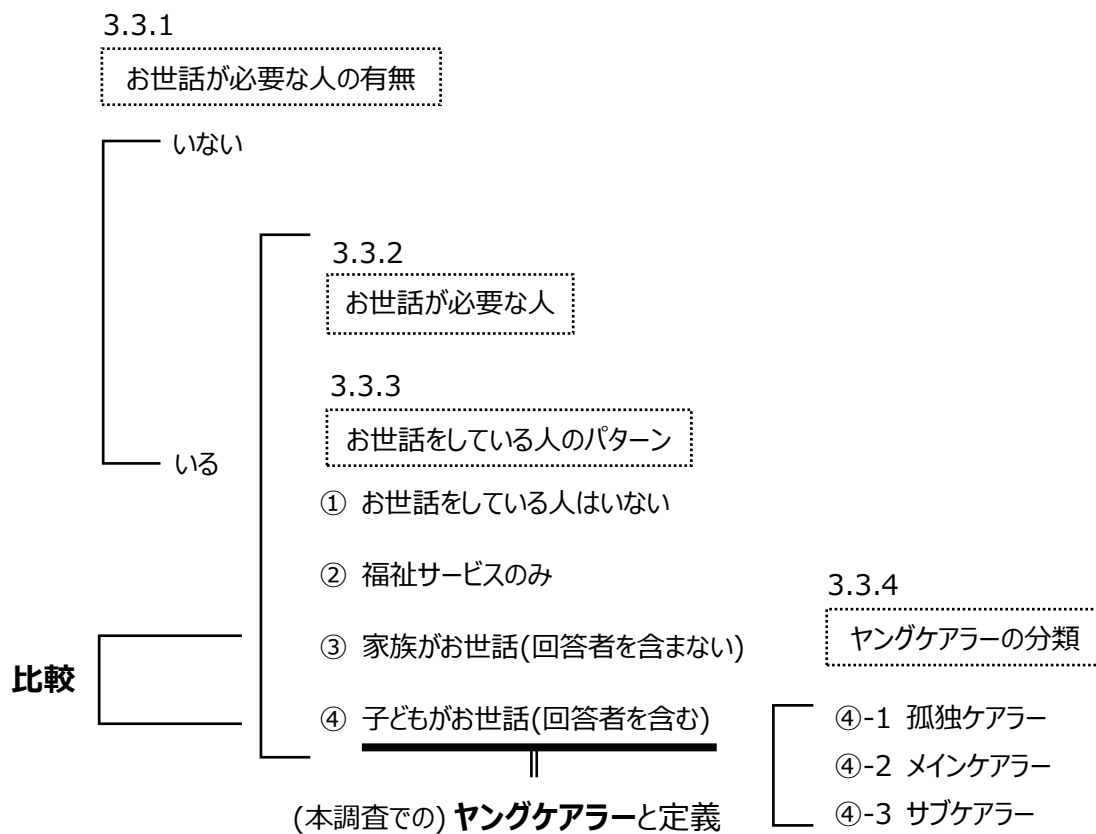 3.3.1
お世話が必要な人の有無
いない
3.3.2
お世話が必要な人
3.3.3
お世話をしている人のパターン
いる
① お世話をしている人はいない
② 福祉サービスのみ
3.3.4
ヤングケアラーの分類
③ 家族がお世話(回答者を含まない)
比較
④ 子どもがお世話(回答者を含む)
④-1 孤独ケアラー
④-2 メインケアラー
④-3 サブケアラー
(本調査での) ヤングケアラーと定義